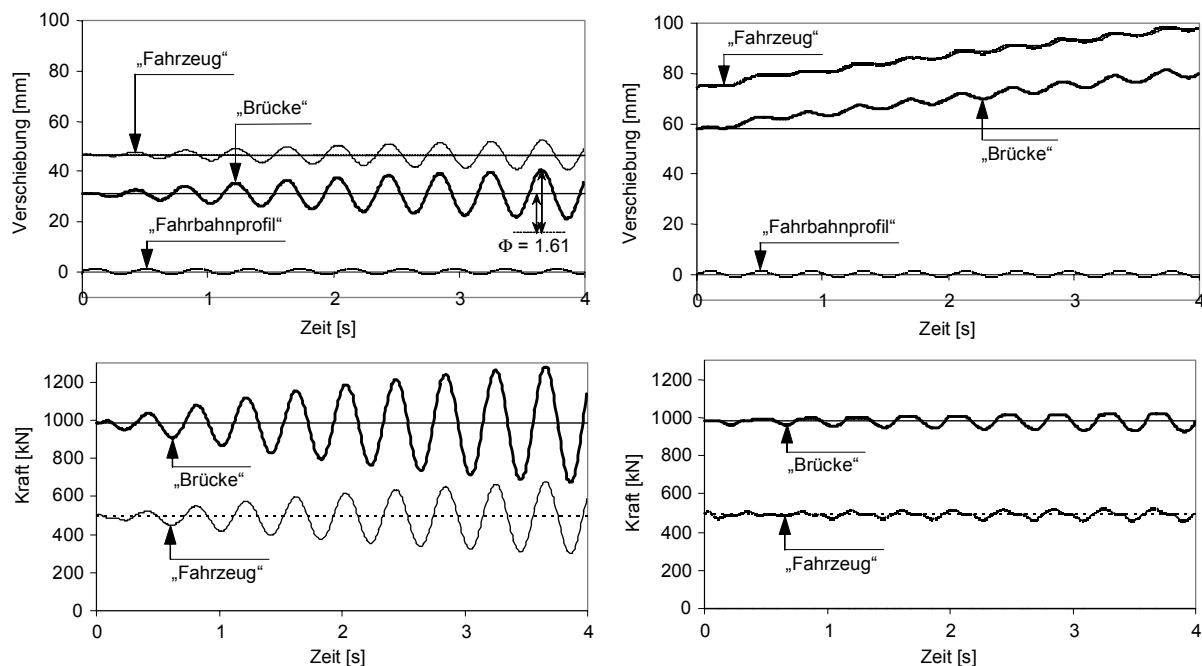 Verschiebung [mm]
100
80
60
40
20
0
„Fahrzeug“
„Brücke“
„Fahrbahnprofil“
Φ = 1.61
0 1 2 3 4
Zeit [s]
Verschiebung [mm]
100
80
60
40
20
0
„Fahrzeug“
„Brücke“
„Fahrbahnprofil“
0 1 2 3 4
Zeit [s]
Kraft [kN]
1200
1000
800
600
400
200
0
„Brücke“
„Fahrzeug“
0 1 2 3 4
Zeit [s]
Kraft [kN]
1200
1000
800
600
400
200
0
„Brücke“
„Fahrzeug“
0 1 2 3 4
Zeit [s]